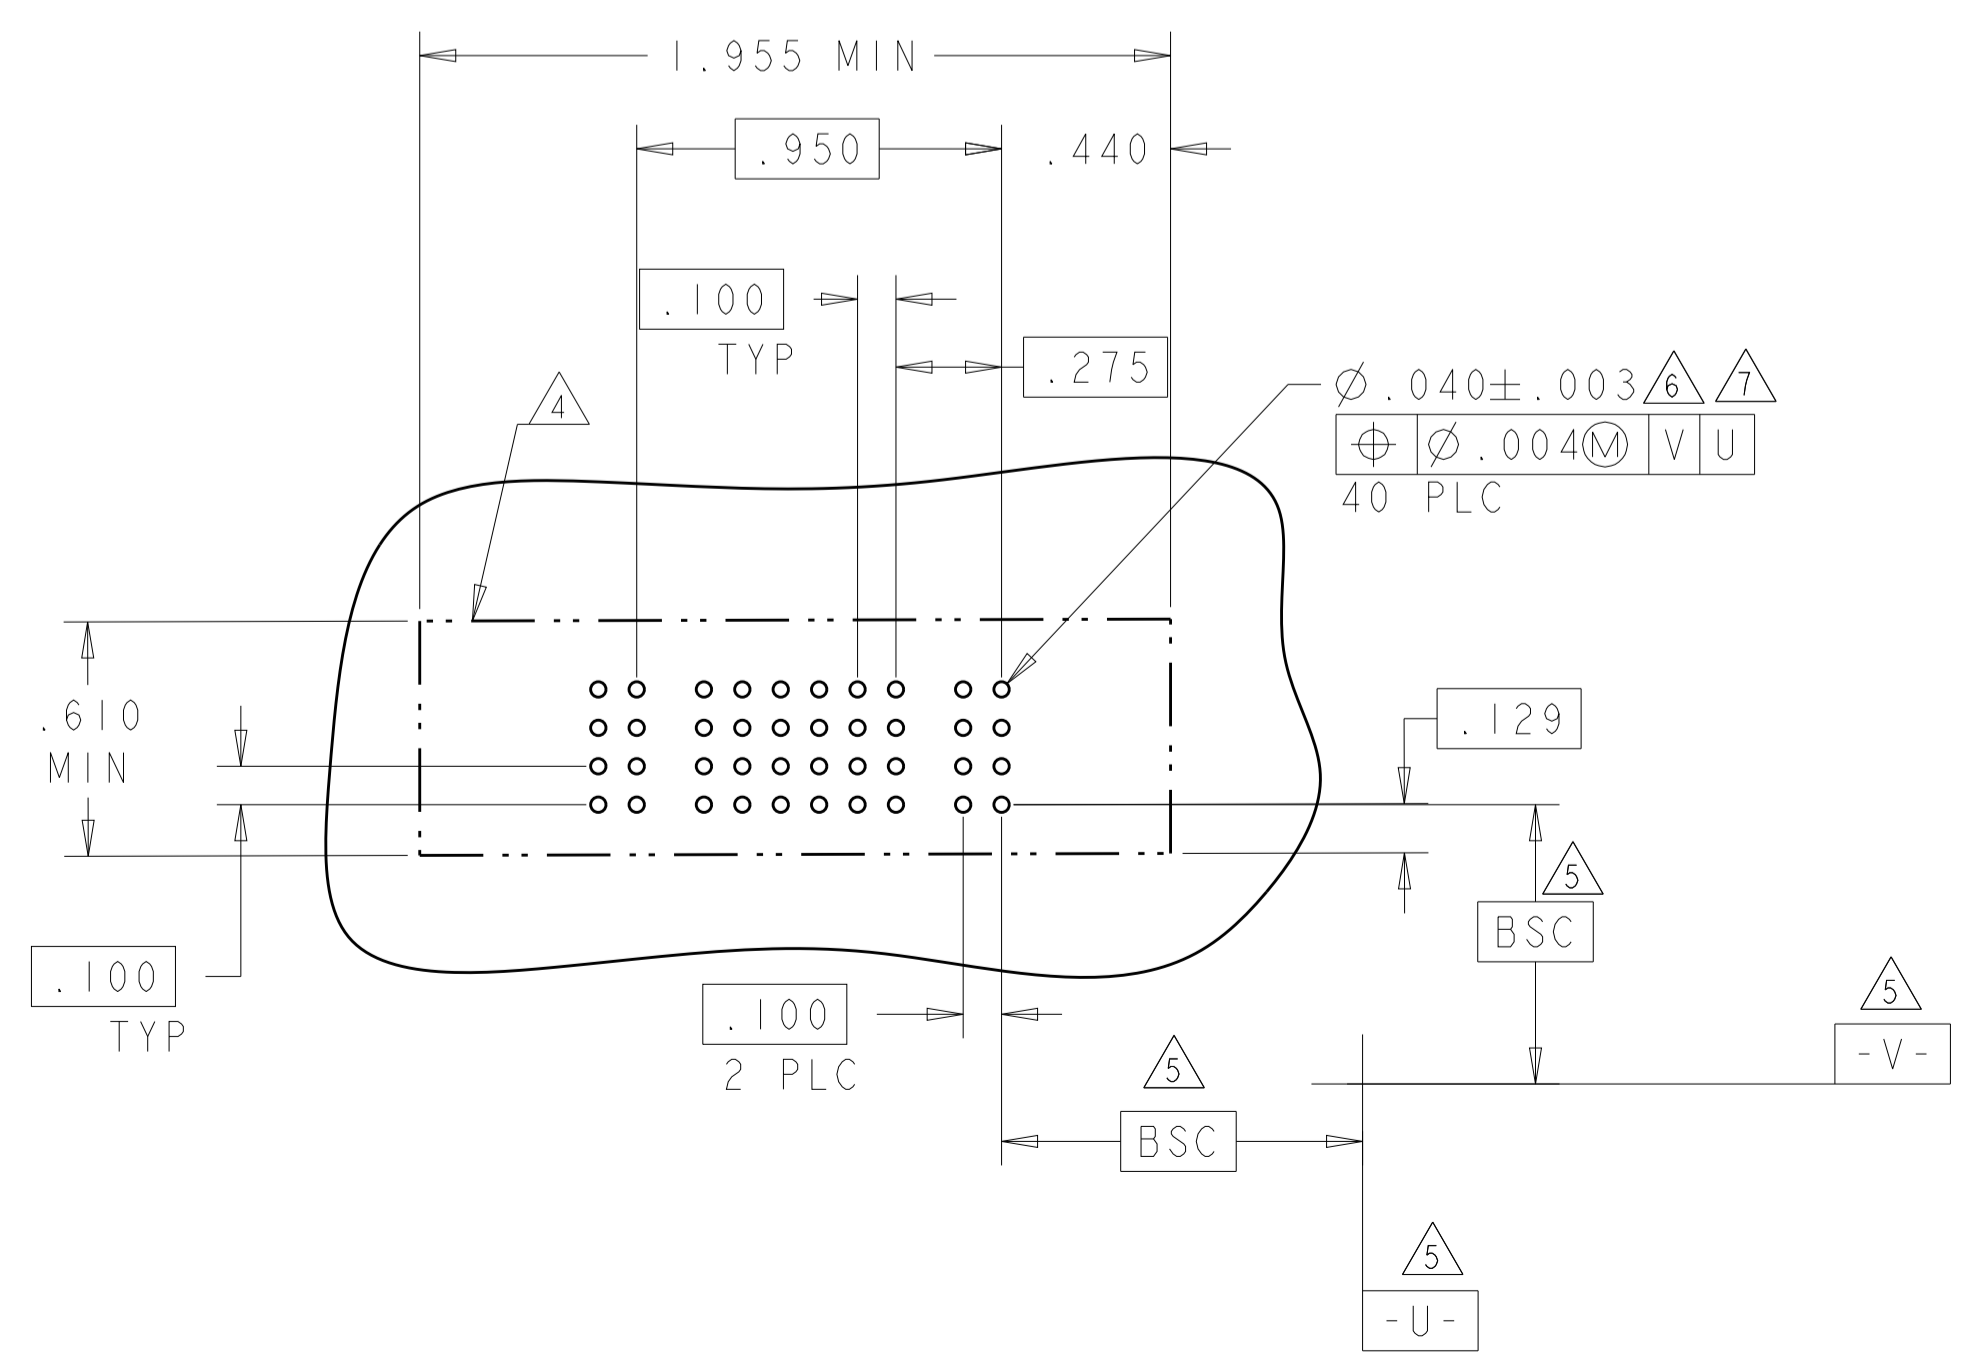 1.955 MIN
.950
.440
.100
TYP
.275
4
⌀.040±.003 6 7
⌖ ⌀.004Ⓜ V U
40 PLC
.610
MIN
.129
5
BSC
.100
TYP
.100
2 PLC
5
-V-
5
BSC
5
-U-